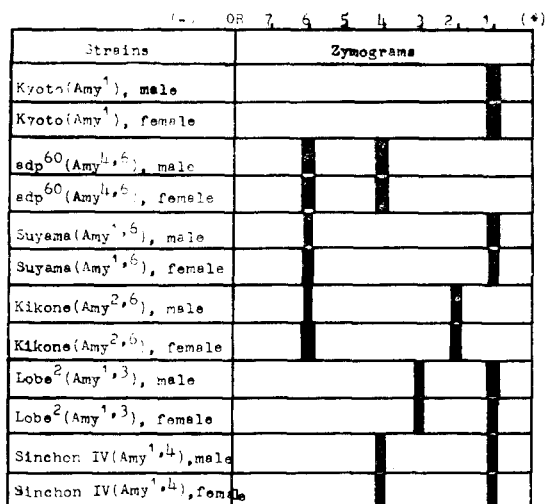 (-) OR 7 6 5 4 3 2 1 (+)
Strains Zymograms
Kyoto(Amy¹), male
Kyoto(Amy¹), female
adp⁶⁰(Amy⁴,⁶), male
adp⁶⁰(Amy⁴,⁶), female
Suyama(Amy¹,⁶), male
Suyama(Amy¹,⁶), female
Kikone(Amy²,⁶), male
Kikone(Amy²,⁶), female
Lobe²(Amy¹,³), male
Lobe²(Amy¹,³), female
Sinchon IV(Amy¹,⁴),male
Sinchon IV(Amy¹,⁴),female